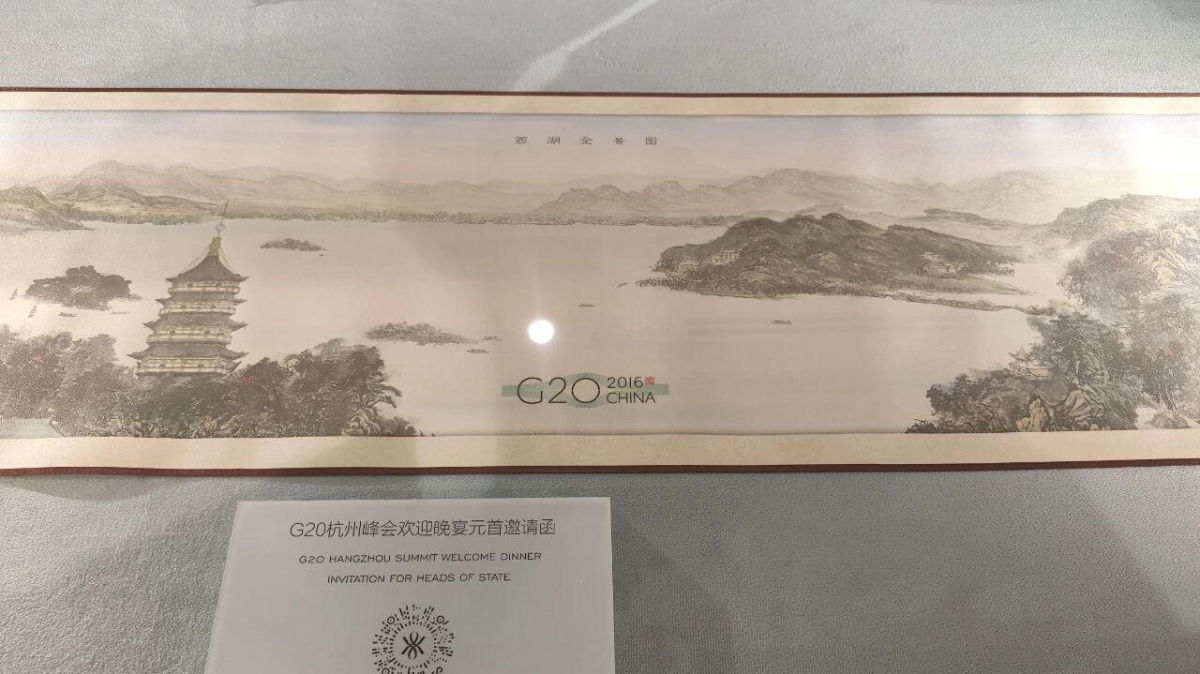 西湖全景图
G20 2016
CHINA
G20杭州峰会欢迎晚宴元首邀请函
G20 HANGZHOU SUMMIT WELCOME DINNER
INVITATION FOR HEADS OF STATE